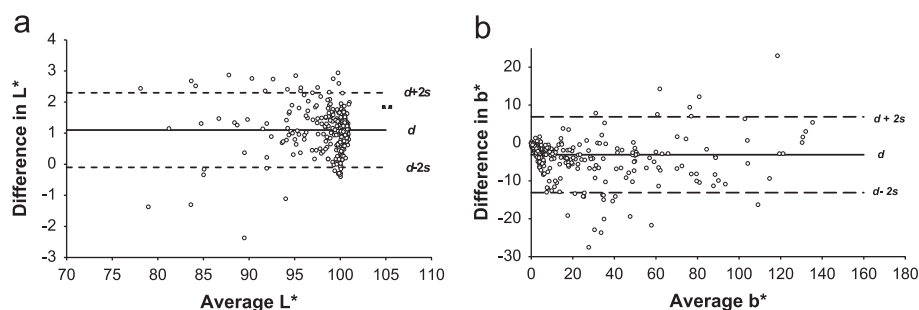 a
Difference in L*
4
3
2
1
0
-1
-2
-3
70 75 80 85 90 95 100 105 110
Average L*
d+2s
d
d-2s
b
Difference in b*
30
20
10
0
-10
-20
-30
0 20 40 60 80 100 120 140 160 180
Average b*
d + 2s
d
d- 2s